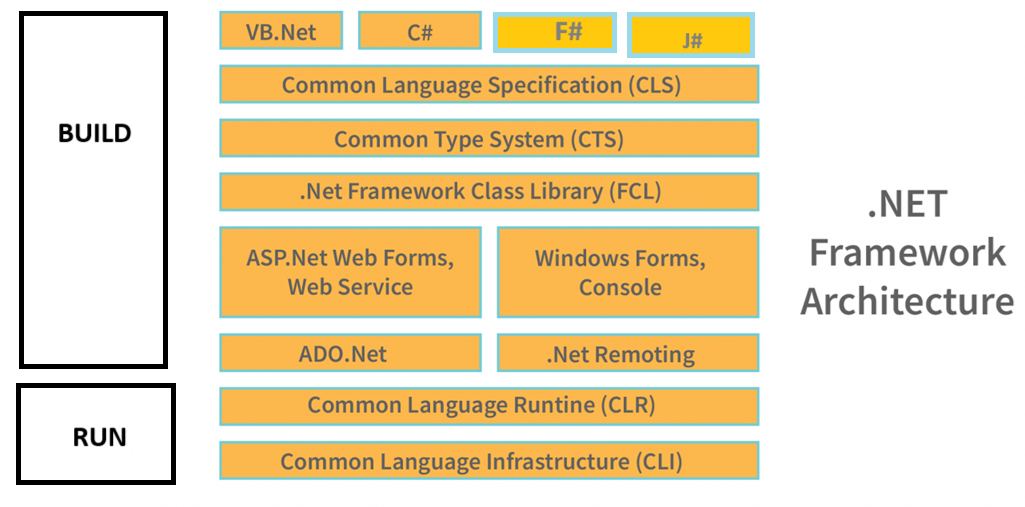 VB.Net
C#
F#
J#
Common Language Specification (CLS)
BUILD
Common Type System (CTS)
.Net Framework Class Library (FCL)
ASP.Net Web Forms,
Web Service
Windows Forms,
Console
ADO.Net
.Net Remoting
RUN
Common Language Runtime (CLR)
Common Language Infrastructure (CLI)
.NET
Framework
Architecture